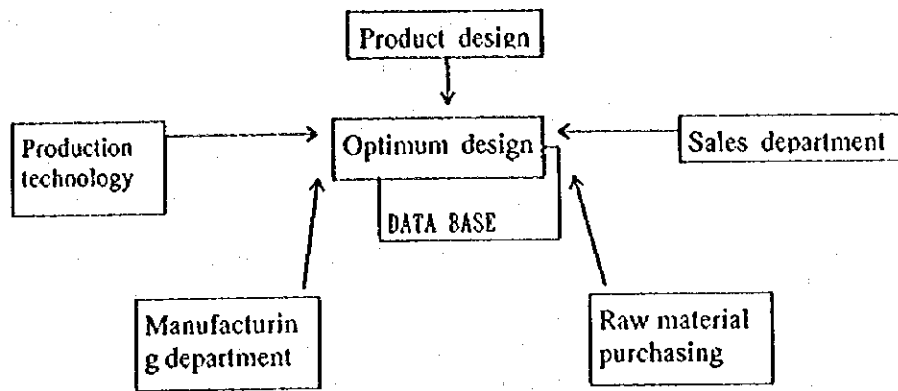 Product design
Production
technology
Optimum design
Sales department
DATA BASE
Manufacturin
g department
Raw material
purchasing